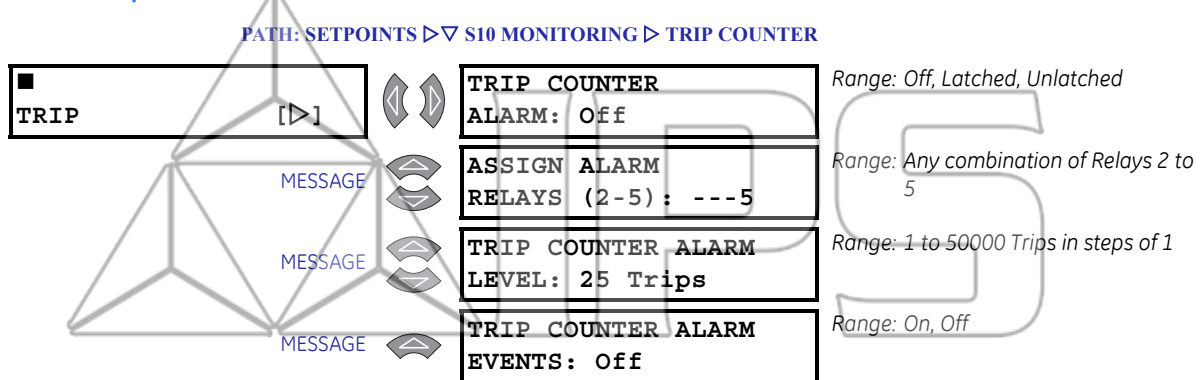 PATH: SETPOINTS ▷▽ S10 MONITORING ▷ TRIP COUNTER
■
TRIP [▷]
TRIP COUNTER
ALARM: Off
Range: Off, Latched, Unlatched
MESSAGE
ASSIGN ALARM
RELAYS (2-5): ---5
Range: Any combination of Relays 2 to
5
MESSAGE
TRIP COUNTER ALARM
LEVEL: 25 Trips
Range: 1 to 50000 Trips in steps of 1
MESSAGE
TRIP COUNTER ALARM
EVENTS: Off
Range: On, Off
IPS